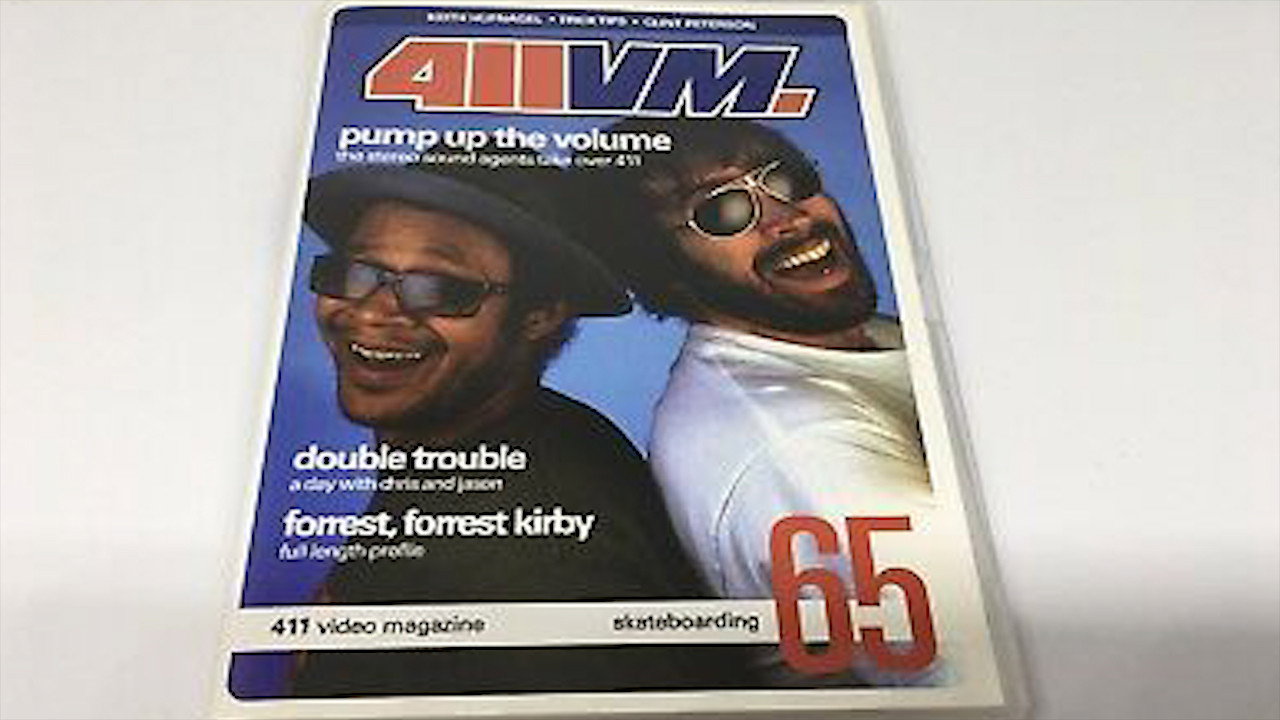 KEITH HUFNAGEL • TRICK TIPS • CLINT PETERSON
411VM.
pump up the volume
the stereo sound agents take over 411
double trouble
a day with chris and jason
forrest, forrest kirby
full length profile
411 video magazine
skateboarding
65